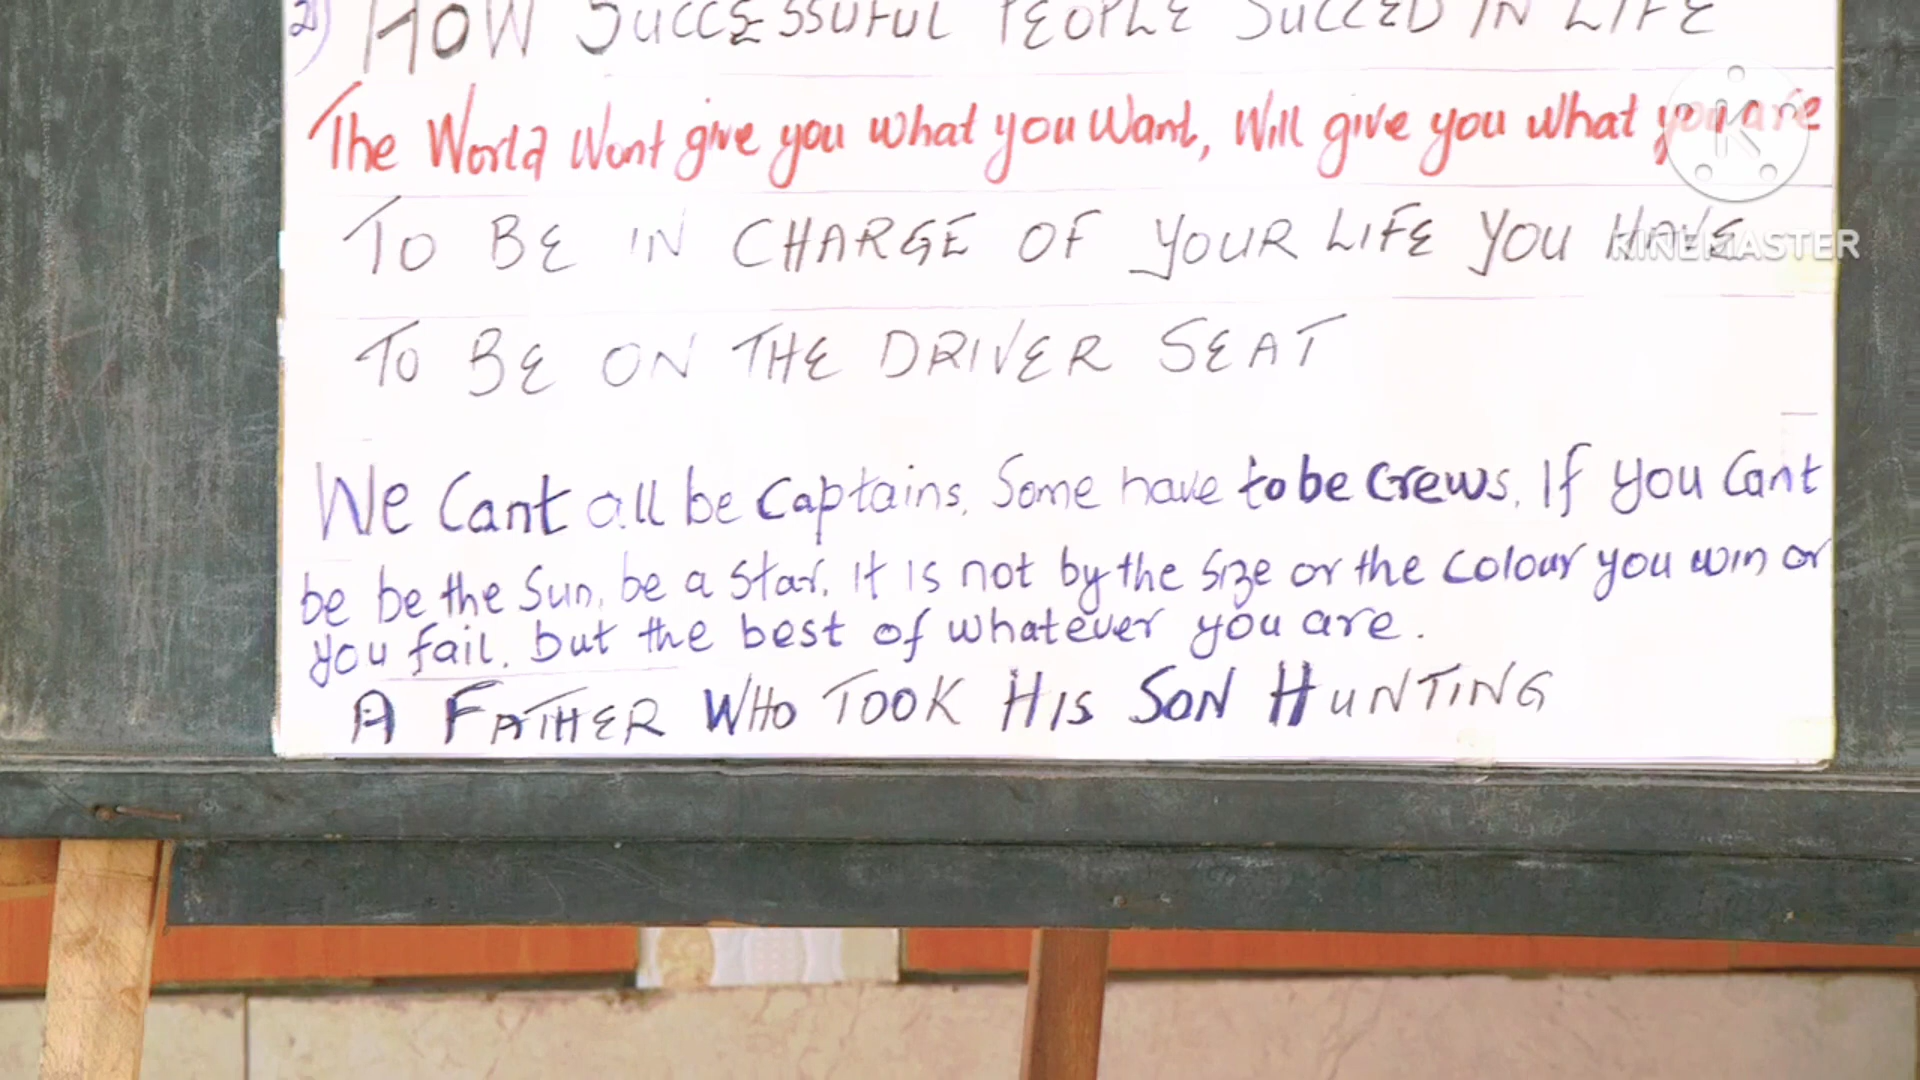 2) HOW SUCCESSFUL PEOPLE SUCCED IN LIFE
The World Wont give you what you Want, Will give you what you are
TO BE IN CHARGE OF YOUR LIFE YOU HAVE
KINEMASTER
TO BE ON THE DRIVER SEAT
We Cant all be Captains. Some have to be Crews. If you Cant
be be the Sun, be a star. It is not by the size or the colour you win or
you fail. but the best of whatever you are.
A FATHER WHO TOOK HIS SON HUNTING